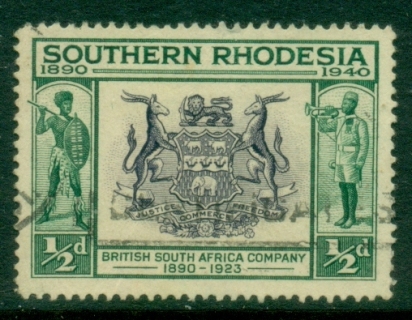 SOUTHERN RHODESIA
1890 1940
JUSTICE COMMERCE FREEDOM
½d ½d
BRITISH SOUTH AFRICA COMPANY
1890-1923